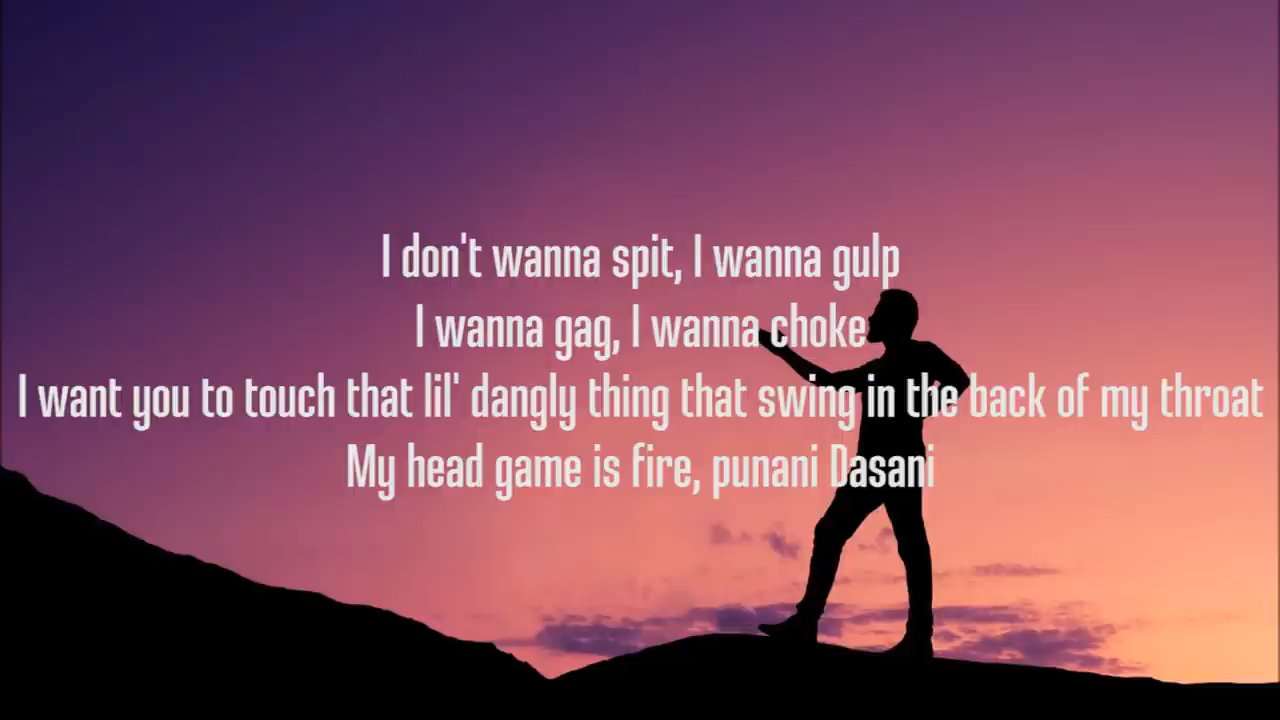 I don't wanna spit, I wanna gulp
I wanna gag, I wanna choke
I want you to touch that lil' dangly thing that swing in the back of my throat
My head game is fire, punani Dasani